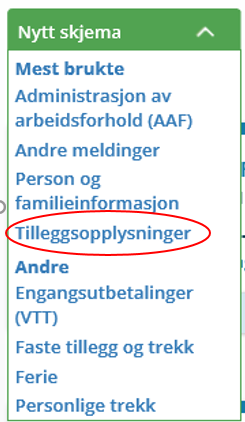 Nytt skjema
Mest brukte
Administrasjon av
arbeidsforhold (AAF)
Andre meldinger
Person og
familieinformasjon
Tilleggsopplysninger
Andre
Engangsutbetalinger
(VTT)
Faste tillegg og trekk
Ferie
Personlige trekk